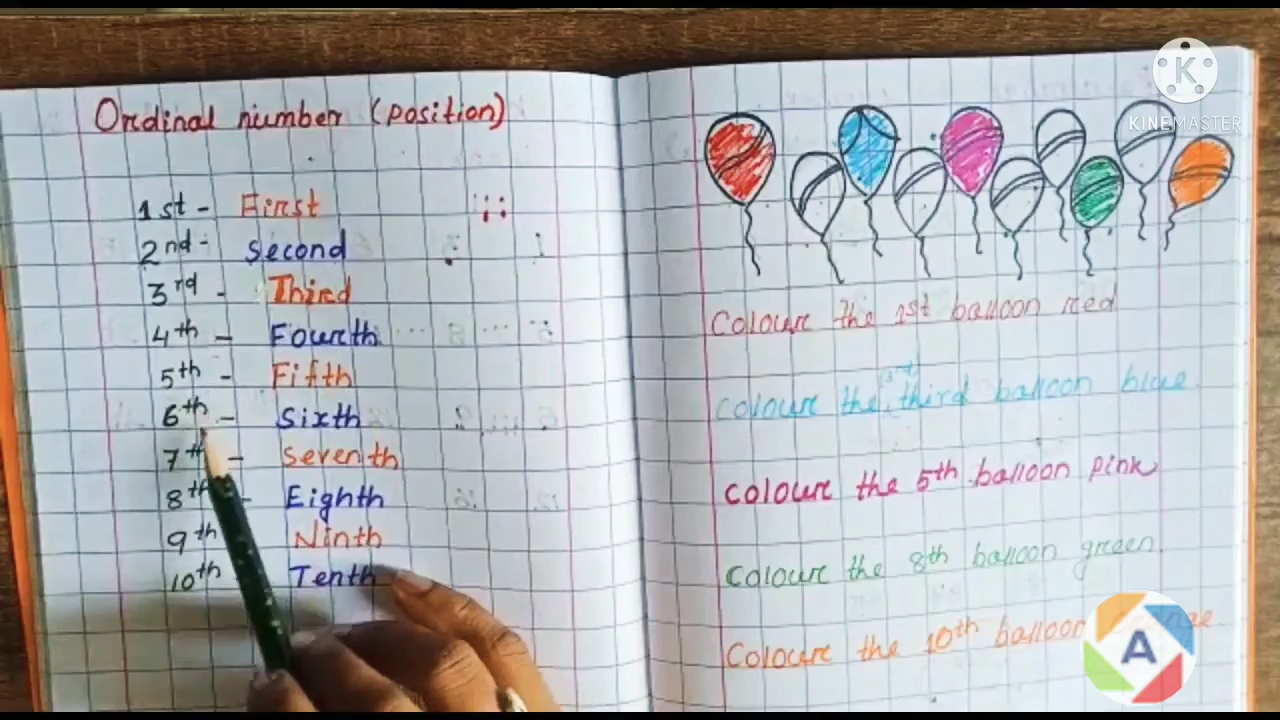 Ordinal number (position)
1st - First
2nd - Second
3rd - Third
4th - Fourth
5th - Fifth
6th - Sixth
7th - Seventh
8th - Eighth
9th - Ninth
10th - Tenth
Colour the 1st balloon red
Colour the 3rd third balloon blue
Colour the 5th balloon pink
Colour the 8th balloon green
Colour the 10th balloon
K
KINEMASTER
A